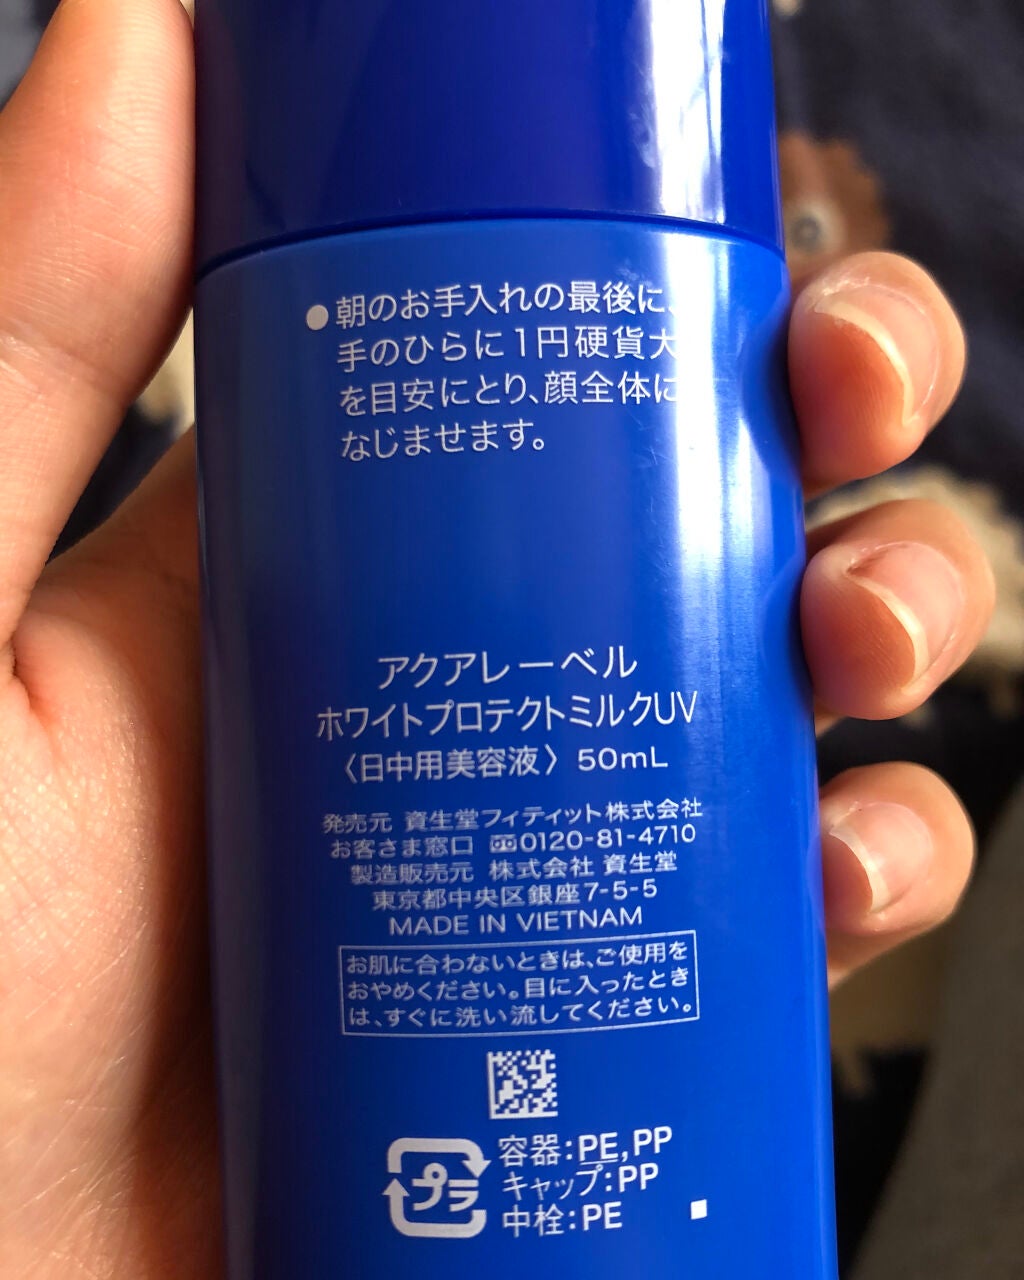 ●朝のお手入れの最後に、
手のひらに1円硬貨大
を目安にとり、顔全体に
なじませます。
アクアレーベル
ホワイトプロテクトミルクUV
〈日中用美容液〉50mL
発売元 資生堂フィティット株式会社
お客さま窓口 0120-81-4710
製造販売元 株式会社 資生堂
東京都中央区銀座7-5-5
MADE IN VIETNAM
お肌に合わないときは、ご使用を
おやめください。目に入ったとき
は、すぐに洗い流してください。
プラ
容器:PE,PP
キャップ:PP
中栓:PE